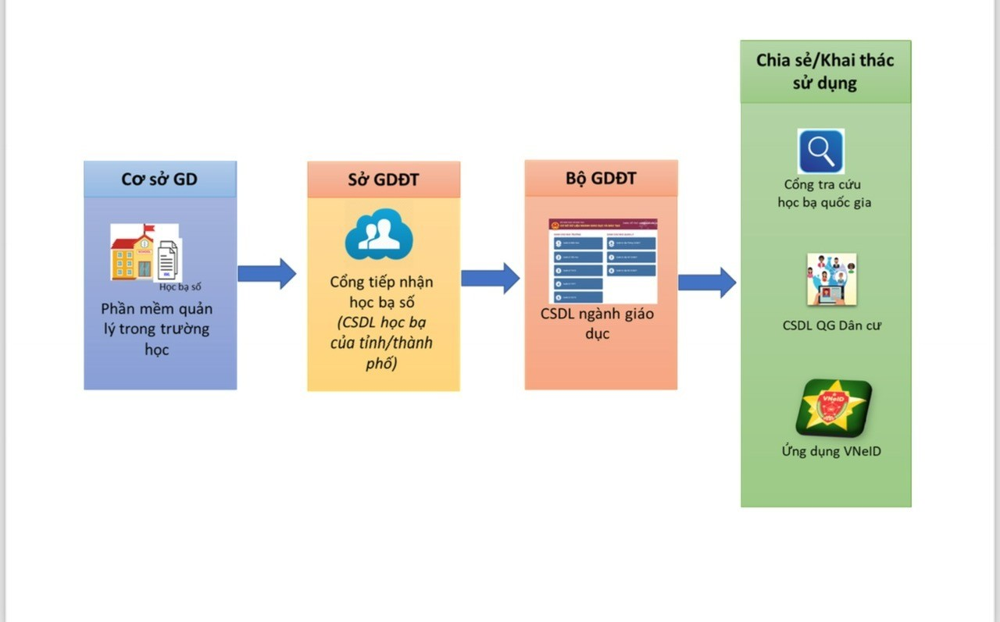 Cơ sở GD
Học bạ số
Phần mềm quản
lý trong trường
học
Sở GDĐT
Cổng tiếp nhận
học bạ số
(CSDL học bạ
của tỉnh/thành
phố)
Bộ GDĐT
CSDL ngành giáo
dục
Chia sẻ/Khai thác
sử dụng
Cổng tra cứu
học bạ quốc gia
CSDL QG Dân cư
VNeID
Ứng dụng VNeID